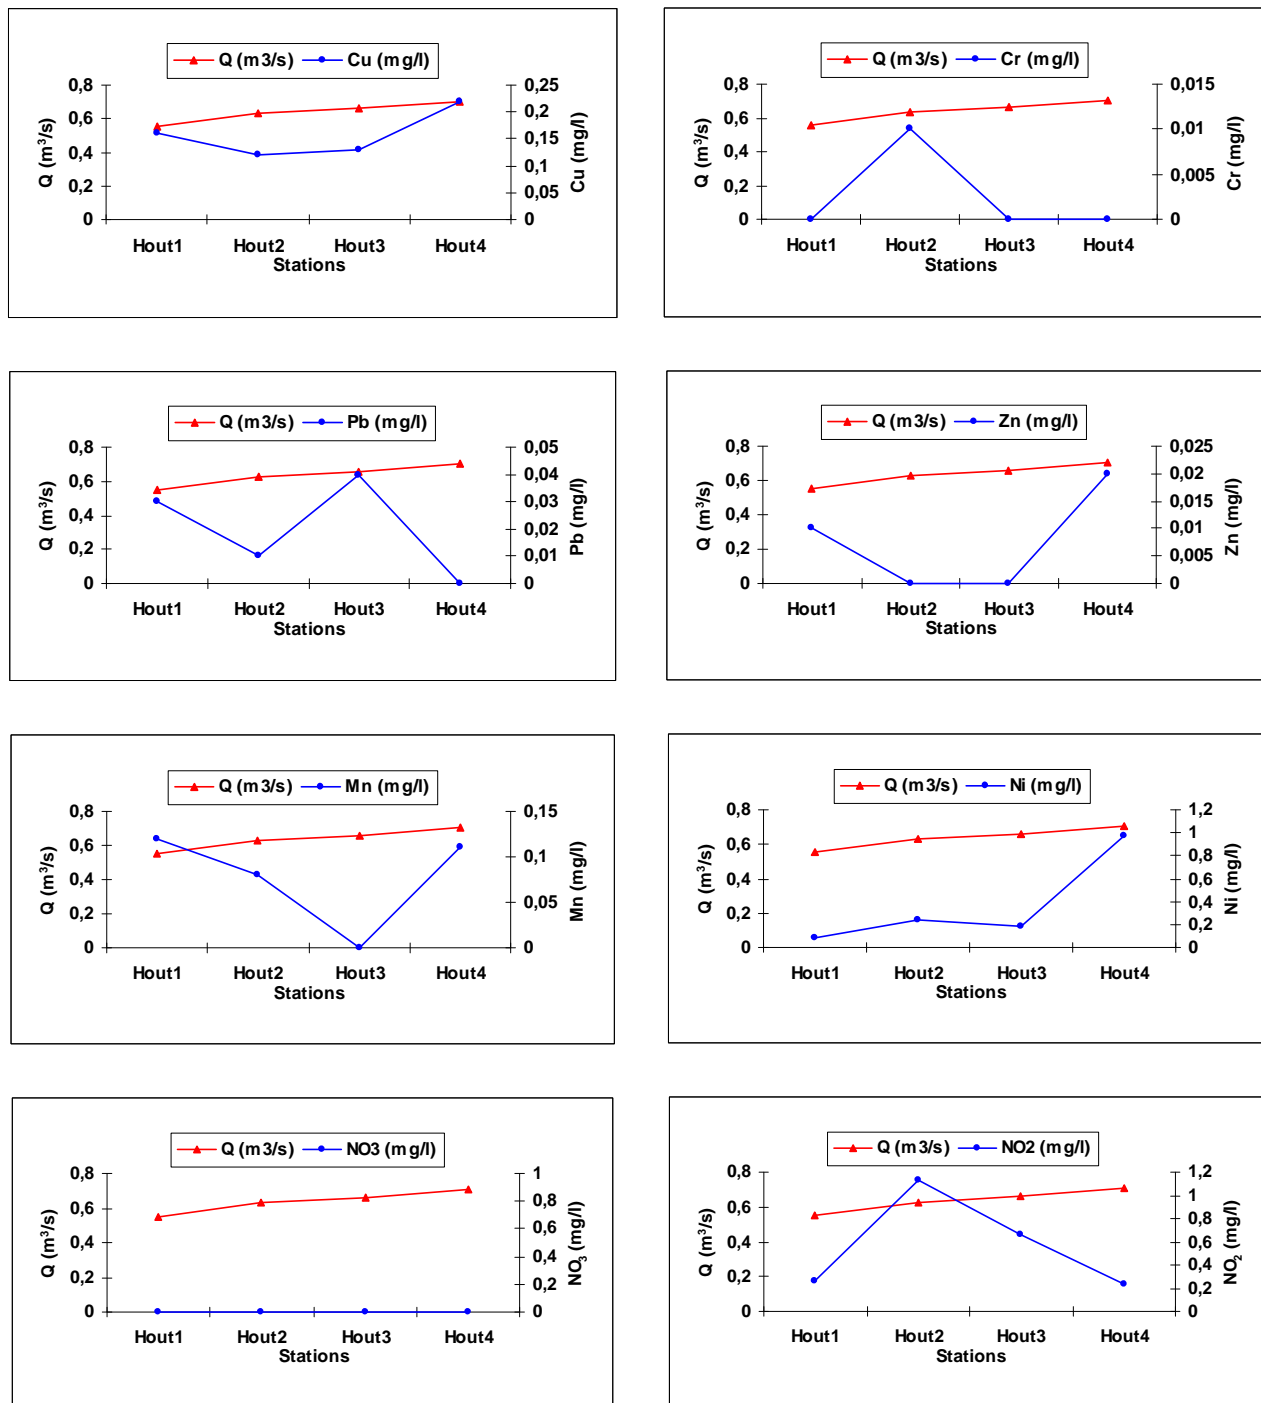 Q (m3/s) Cu (mg/l)
0,8
0,6
0,4
0,2
0
Q (m³/s)
0,25
0,2
0,15
0,1
0,05
0
Cu (mg/l)
Hout1 Hout2 Hout3 Hout4
Stations
Q (m3/s) Cr (mg/l)
0,8
0,6
0,4
0,2
0
Q (m³/s)
0,015
0,01
0,005
0
Cr (mg/l)
Hout1 Hout2 Hout3 Hout4
Stations
Q (m3/s) Pb (mg/l)
0,8
0,6
0,4
0,2
0
Q (m³/s)
0,05
0,04
0,03
0,02
0,01
0
Pb (mg/l)
Hout1 Hout2 Hout3 Hout4
Stations
Q (m3/s) Zn (mg/l)
0,8
0,6
0,4
0,2
0
Q (m³/s)
0,025
0,02
0,015
0,01
0,005
0
Zn (mg/l)
Hout1 Hout2 Hout3 Hout4
Stations
Q (m3/s) Mn (mg/l)
0,8
0,6
0,4
0,2
0
Q (m³/s)
0,15
0,1
0,05
0
Mn (mg/l)
Hout1 Hout2 Hout3 Hout4
Stations
Q (m3/s) Ni (mg/l)
0,8
0,6
0,4
0,2
0
Q (m³/s)
1,2
1
0,8
0,6
0,4
0,2
0
Ni (mg/l)
Hout1 Hout2 Hout3 Hout4
Stations
Q (m3/s) NO3 (mg/l)
0,8
0,6
0,4
0,2
0
Q (m³/s)
1
0,8
0,6
0,4
0,2
0
NO₃ (mg/l)
Hout1 Hout2 Hout3 Hout4
Stations
Q (m3/s) NO2 (mg/l)
0,8
0,6
0,4
0,2
0
Q (m³/s)
1,2
1
0,8
0,6
0,4
0,2
0
NO₂ (mg/l)
Hout1 Hout2 Hout3 Hout4
Stations